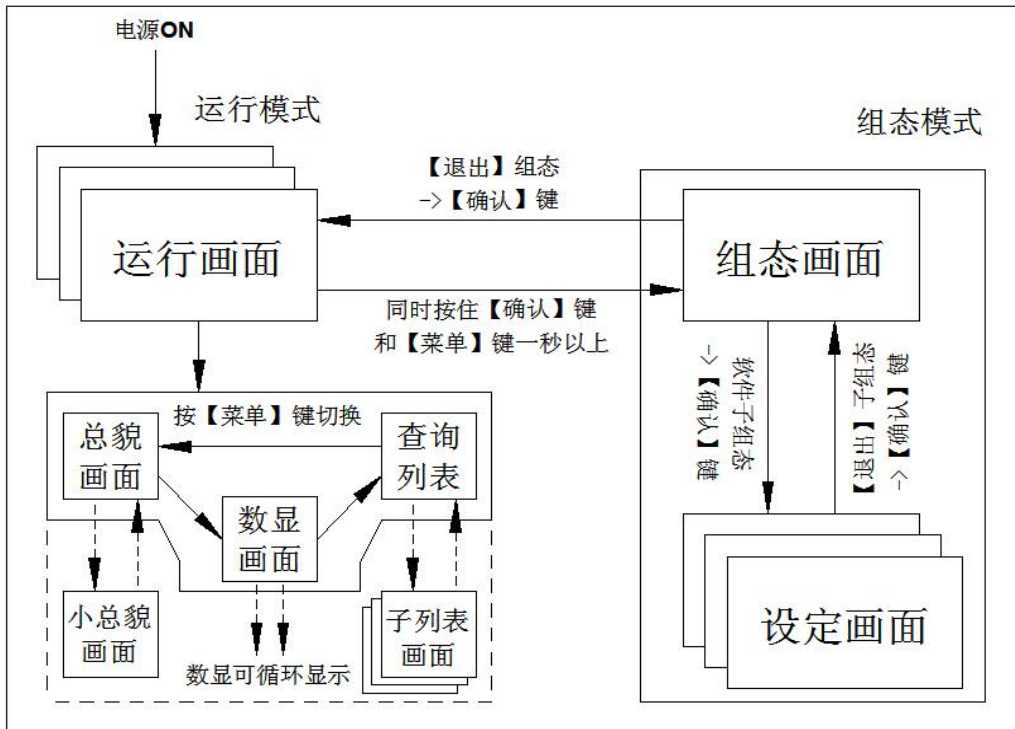 电源ON
运行模式
组态模式
【退出】组态
->【确认】键
运行画面
组态画面
同时按住【确认】键
和【菜单】键一秒以上
软件子组态
->【确认】键
【退出】子组态
->【确认】键
按【菜单】键切换
总貌
画面
查询
列表
数显
画面
小总貌
画面
子列表
画面
数显可循环显示
设定画面